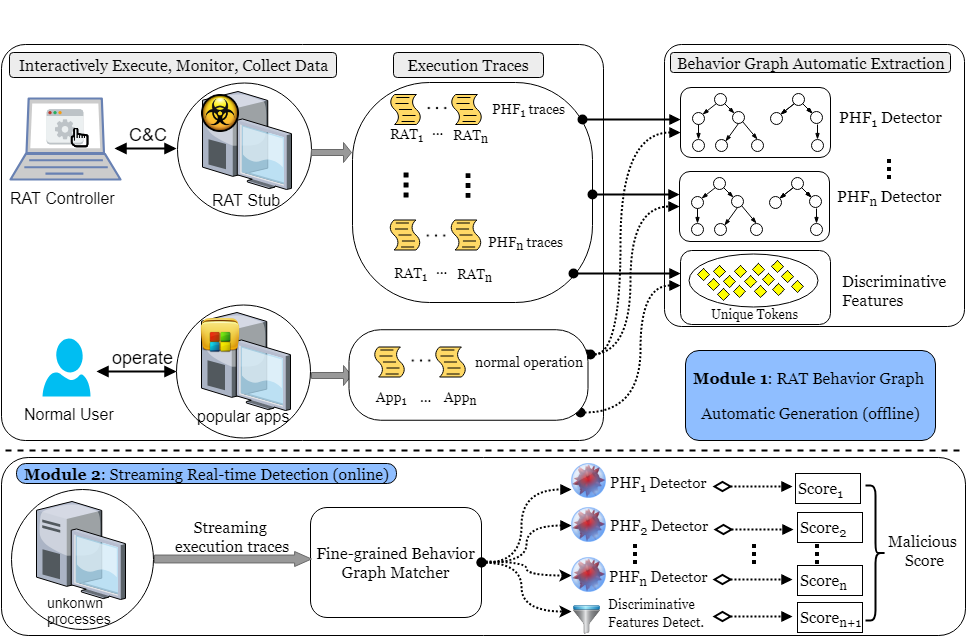 Interactively Execute, Monitor, Collect Data
Execution Traces
Behavior Graph Automatic Extraction
RAT Controller
C&C
RAT Stub
PHF1 traces
RAT1 ... RATn
PHFn traces
RAT1 ... RATn
PHF1 Detector
PHFn Detector
Discriminative
Features
Unique Tokens
Normal User
operate
popular apps
normal operation
App1 ... Appn
Module 1: RAT Behavior Graph
Automatic Generation (offline)
Module 2: Streaming Real-time Detection (online)
unkonwn
processes
Streaming
execution traces
Fine-grained Behavior
Graph Matcher
PHF1 Detector
Score1
PHF2 Detector
Score2
PHFn Detector
Scoren
Discriminative
Features Detect.
Scoren+1
Malicious
Score